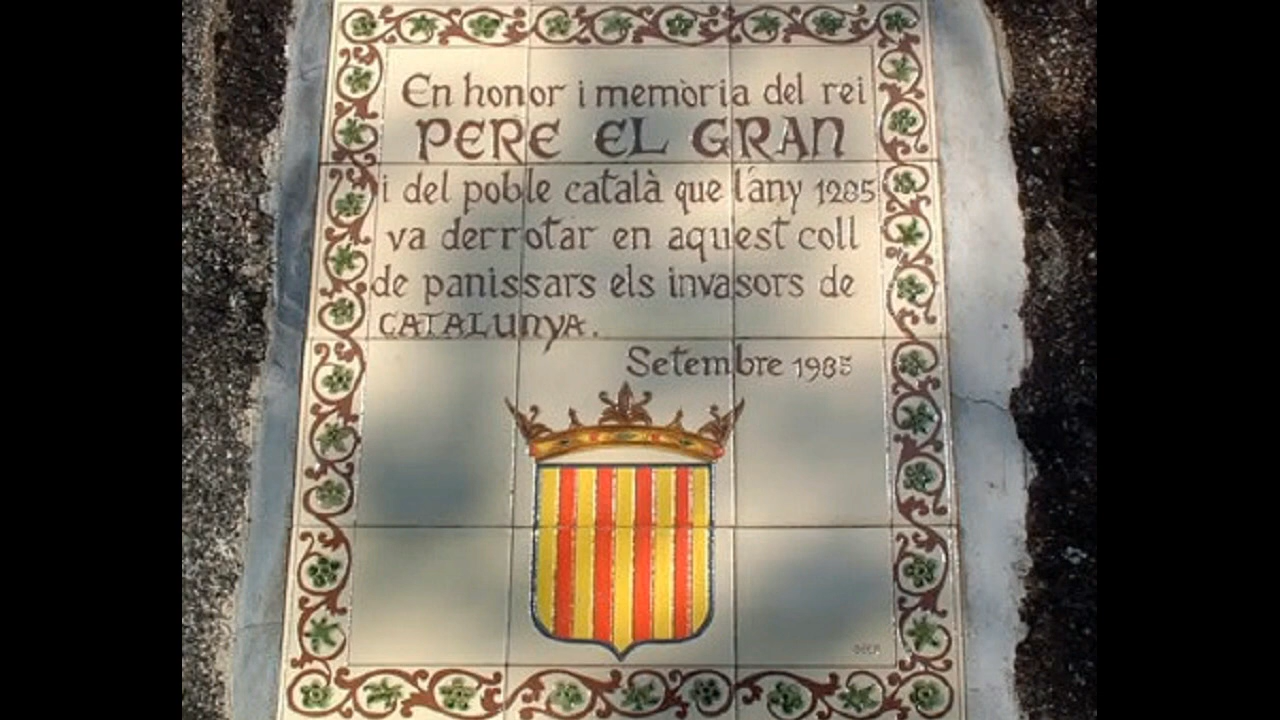 En honor i memòria del rei
PERE EL GRAN
i del poble català que l'any 1285
va derrotar en aquest coll
de panissars els invasors de
CATALUNYA.
Setembre 1985